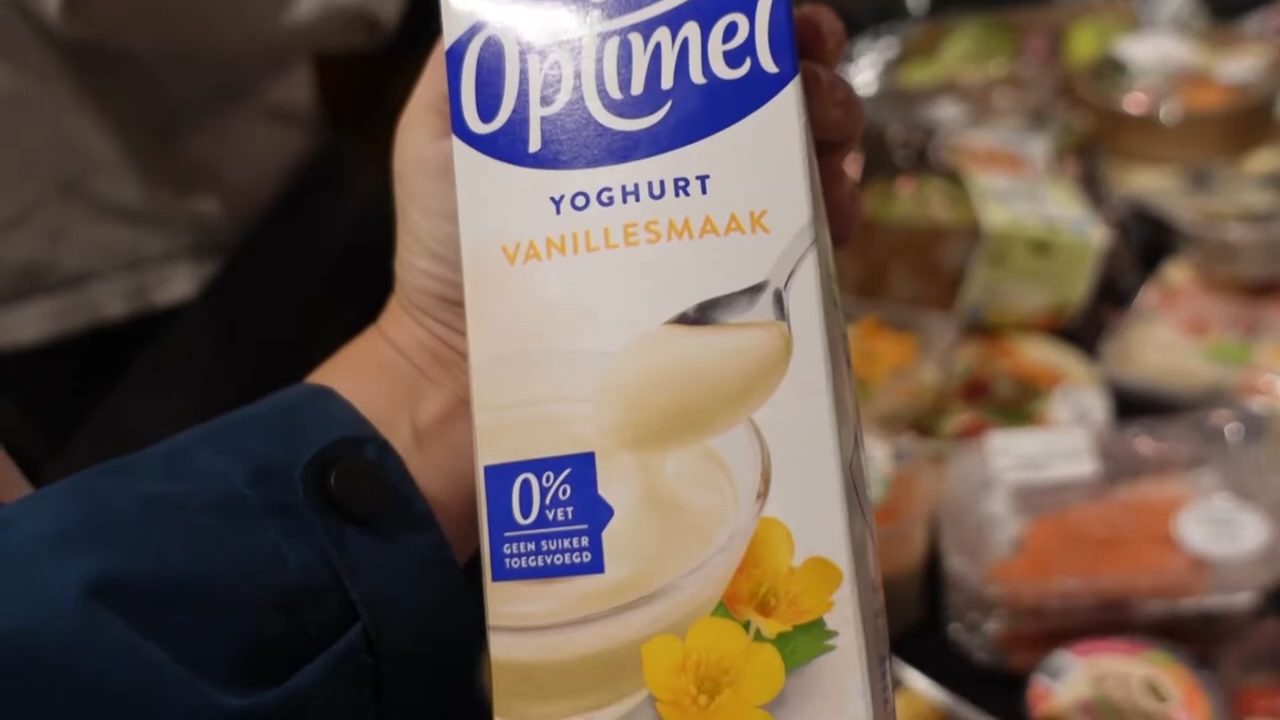 Optimel
YOGHURT
VANILLESMAAK
0%
VET
GEEN SUIKER
TOEGEVOEGD